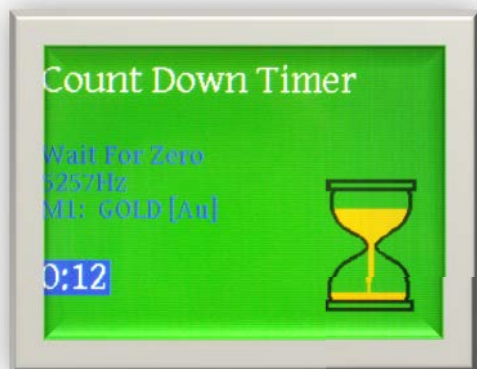 Count Down Timer
Wait For Zero
5257Hz
M1: GOLD [Au]
0:12